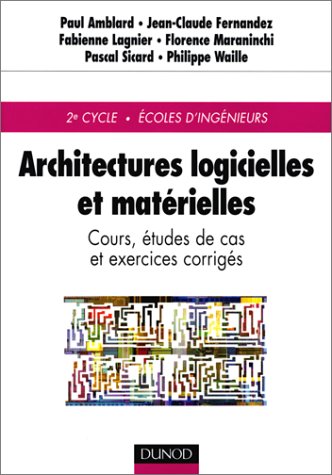 Paul Amblard • Jean-Claude Fernandez
Fabienne Lagnier • Florence Maraninchi
Pascal Sicard • Philippe Waille
2e CYCLE • ÉCOLES D'INGÉNIEURS
Architectures logicielles
et matérielles
Cours, études de cas
et exercices corrigés
DUNOD